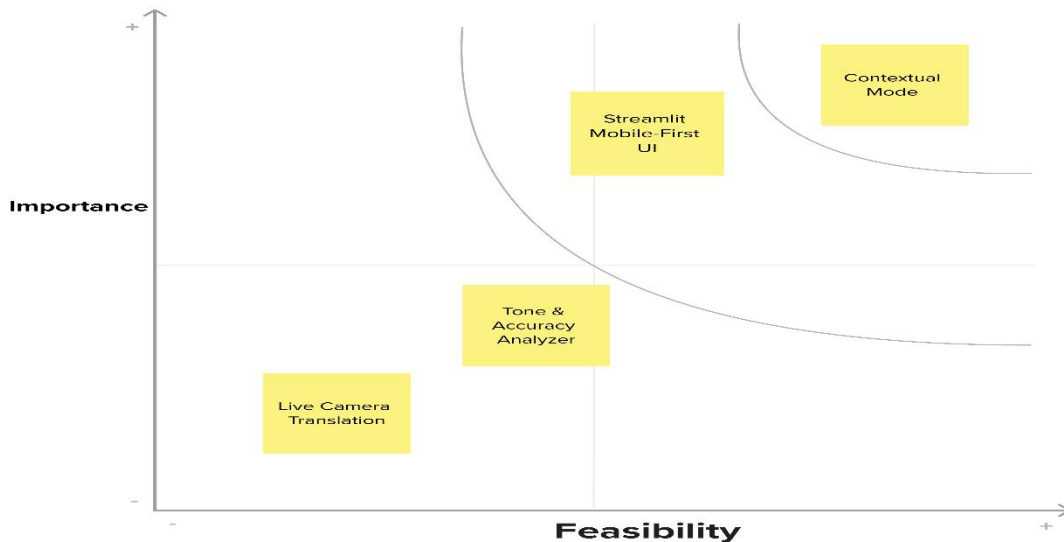 +
Contextual
Mode
Streamlit
Mobile-First
UI
Importance
Tone &
Accuracy
Analyzer
Live Camera
Translation
-
-
+
Feasibility